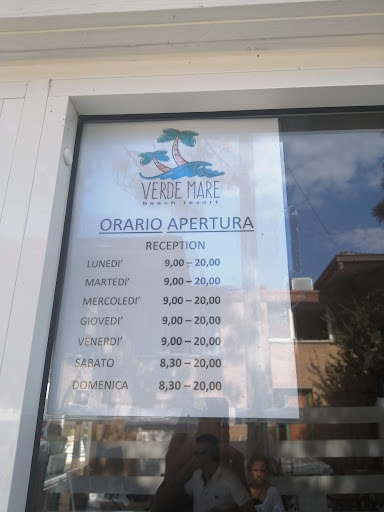 VERDE MARE
beach resort
ORARIO APERTURA
RECEPTION
LUNEDI' 9,00 – 20,00
MARTEDI' 9,00 – 20,00
MERCOLEDI' 9,00 – 20,00
GIOVEDI' 9,00 – 20,00
VENERDI' 9,00 – 20,00
SABATO 8,30 – 20,00
DOMENICA 8,30 – 20,00